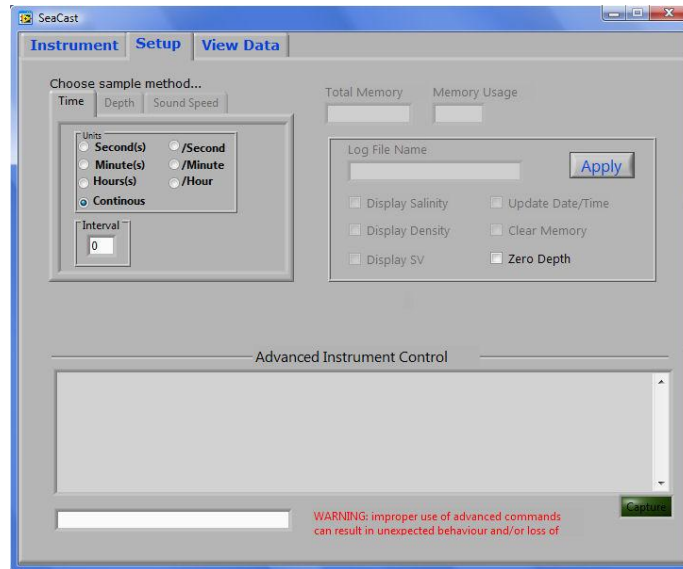 SeaCast
Instrument Setup View Data
Choose sample method...
Time Depth Sound Speed
Units
Second(s) /Second
Minute(s) /Minute
Hours(s) /Hour
Continous
Interval
0
Total Memory Memory Usage
Log File Name
Apply
Display Salinity Update Date/Time
Display Density Clear Memory
Display SV Zero Depth
Advanced Instrument Control
Capture
WARNING: improper use of advanced commands
can result in unexpected behaviour and/or loss of